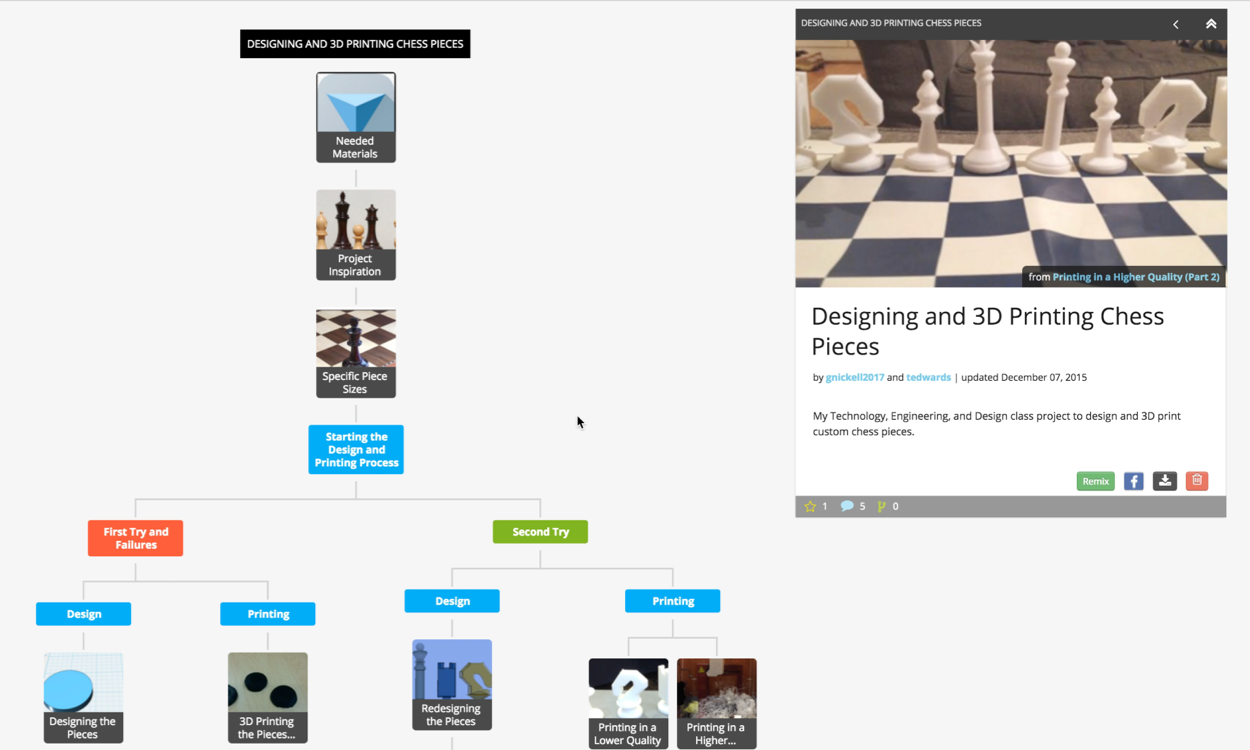 DESIGNING AND 3D PRINTING CHESS PIECES
Needed
Materials
Project
Inspiration
Specific Piece
Sizes
Starting the
Design and
Printing Process
First Try and
Failures
Second Try
Design
Printing
Design
Printing
Designing the
Pieces
3D Printing
the Pieces...
Redesigning
the Pieces
Printing in a
Lower Quality
Printing in a
Higher...
DESIGNING AND 3D PRINTING CHESS PIECES
from Printing in a Higher Quality (Part 2)
Designing and 3D Printing Chess
Pieces
by gnickell2017 and tedwards | updated December 07, 2015
My Technology, Engineering, and Design class project to design and 3D print
custom chess pieces.
Remix
1 5 0